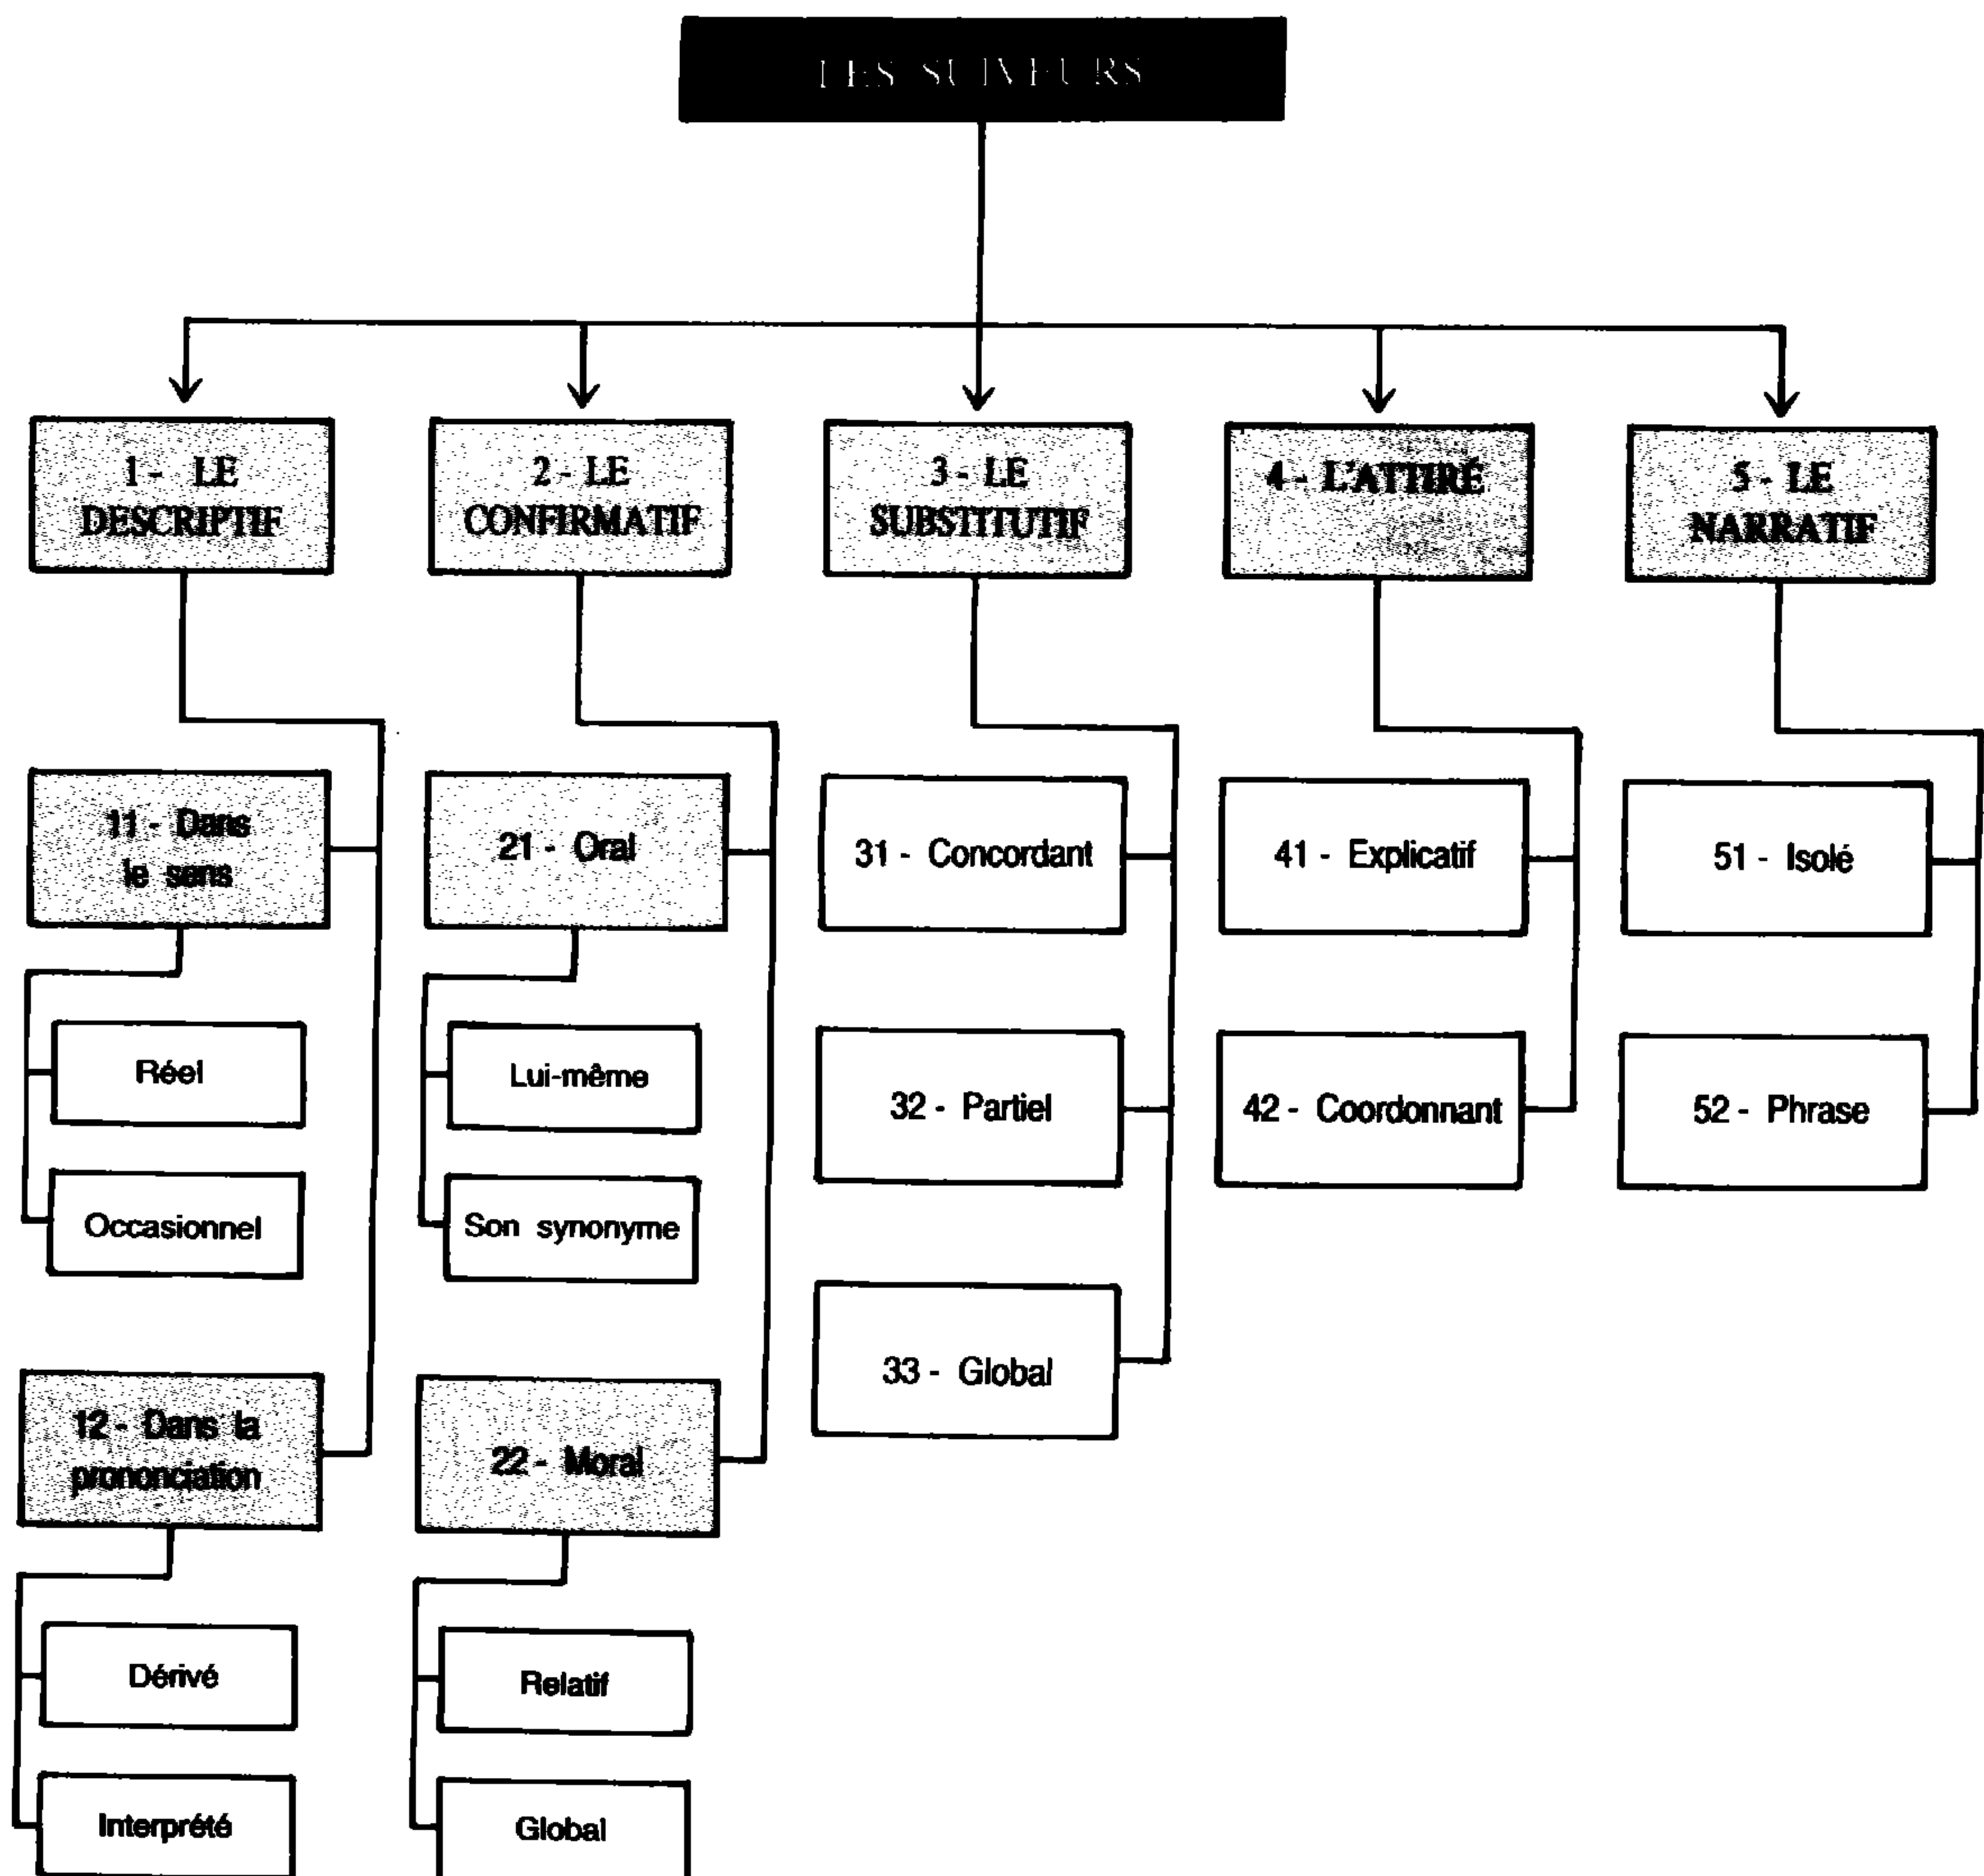 LES SUIVEURS
1 - LE
DESCRIPTIF
2 - LE
CONFIRMATIF
3 - LE
SUBSTITUTIF
4 - L'ATTIRÉ
5 - LE
NARRATIF
11 - Dans
le sens
Réel
Occasionnel
12 - Dans la
prononciation
Dérivé
Interprété
21 - Oral
Lui-même
Son synonyme
22 - Moral
Relatif
Global
31 - Concordant
32 - Partiel
33 - Global
41 - Explicatif
42 - Coordonnant
51 - Isolé
52 - Phrase